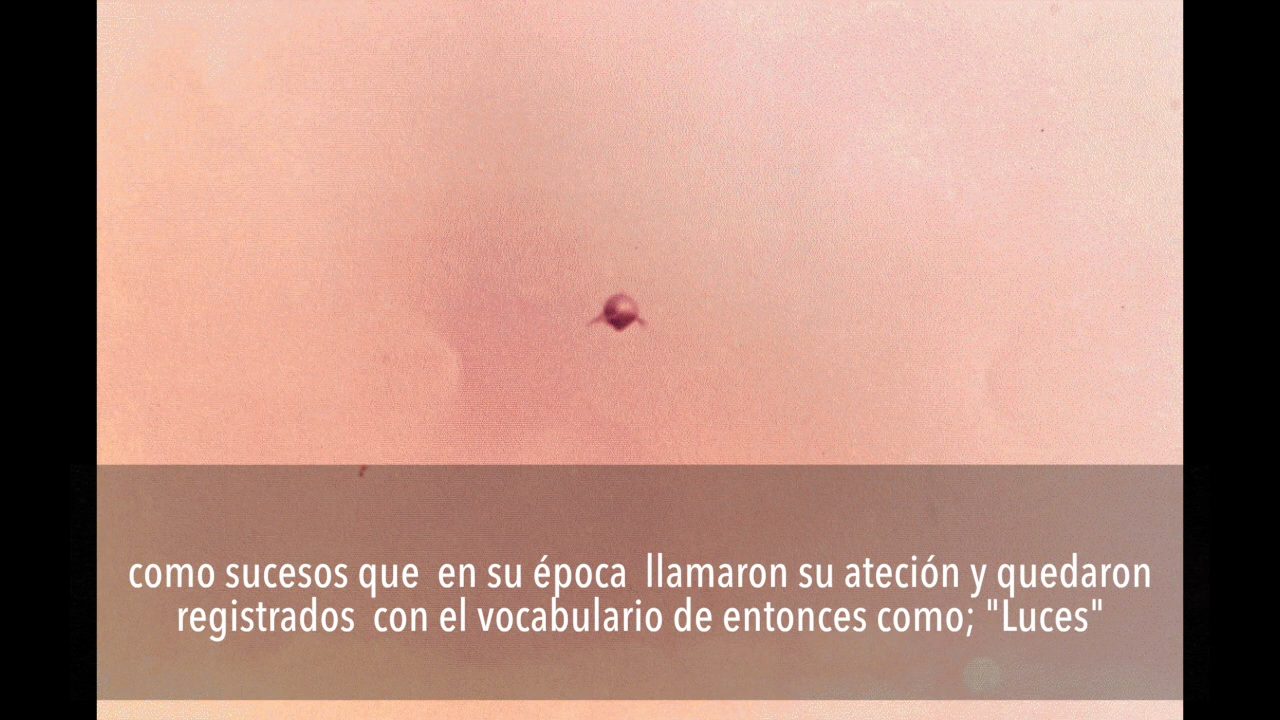 como sucesos que en su época llamaron su ateción y quedaron
registrados con el vocabulario de entonces como; "Luces"